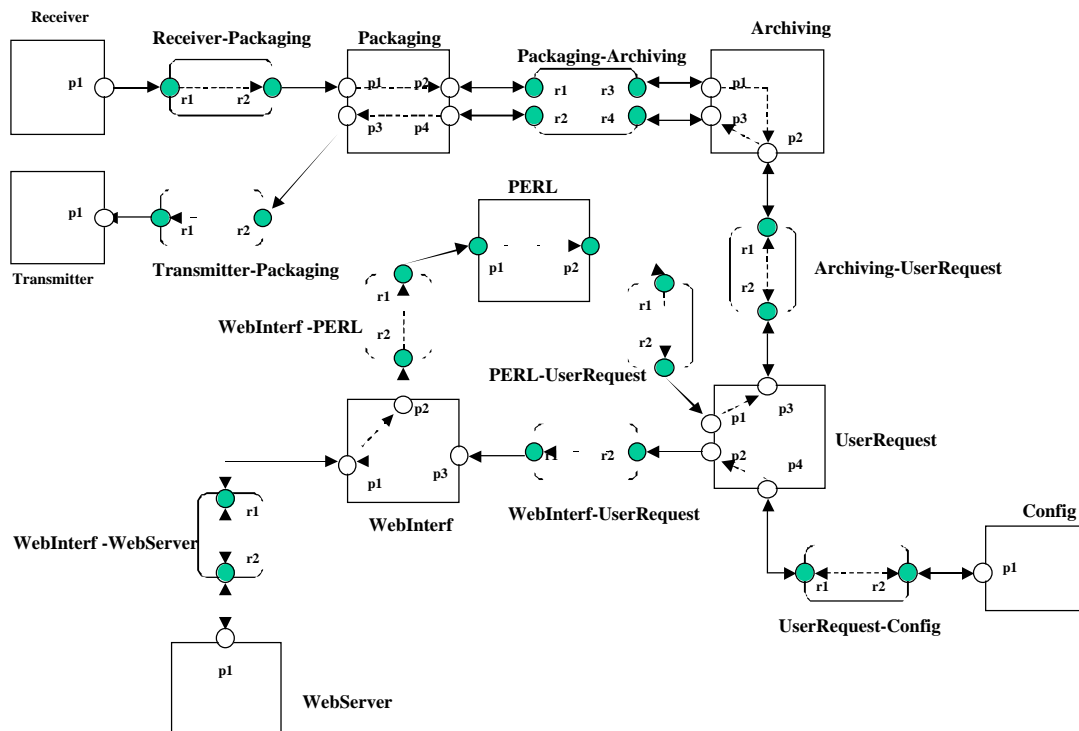 Receiver
Receiver-Packaging
Packaging
Packaging-Archiving
Archiving
p1
r1
r2
p1
p2
r1
r3
p1
p3
p4
r2
r4
p3
p2
p1
r1
r2
PERL
Transmitter
Transmitter-Packaging
p1
p2
r1
r2
Archiving-UserRequest
r1
r2
WebInterf -PERL
r1
r2
PERL-UserRequest
p2
p1
p3
UserRequest
p1
p3
r1
r2
p2
p4
WebInterf
WebInterf-UserRequest
WebInterf -WebServer
r1
r2
Config
p1
r1
r2
UserRequest-Config
p1
WebServer